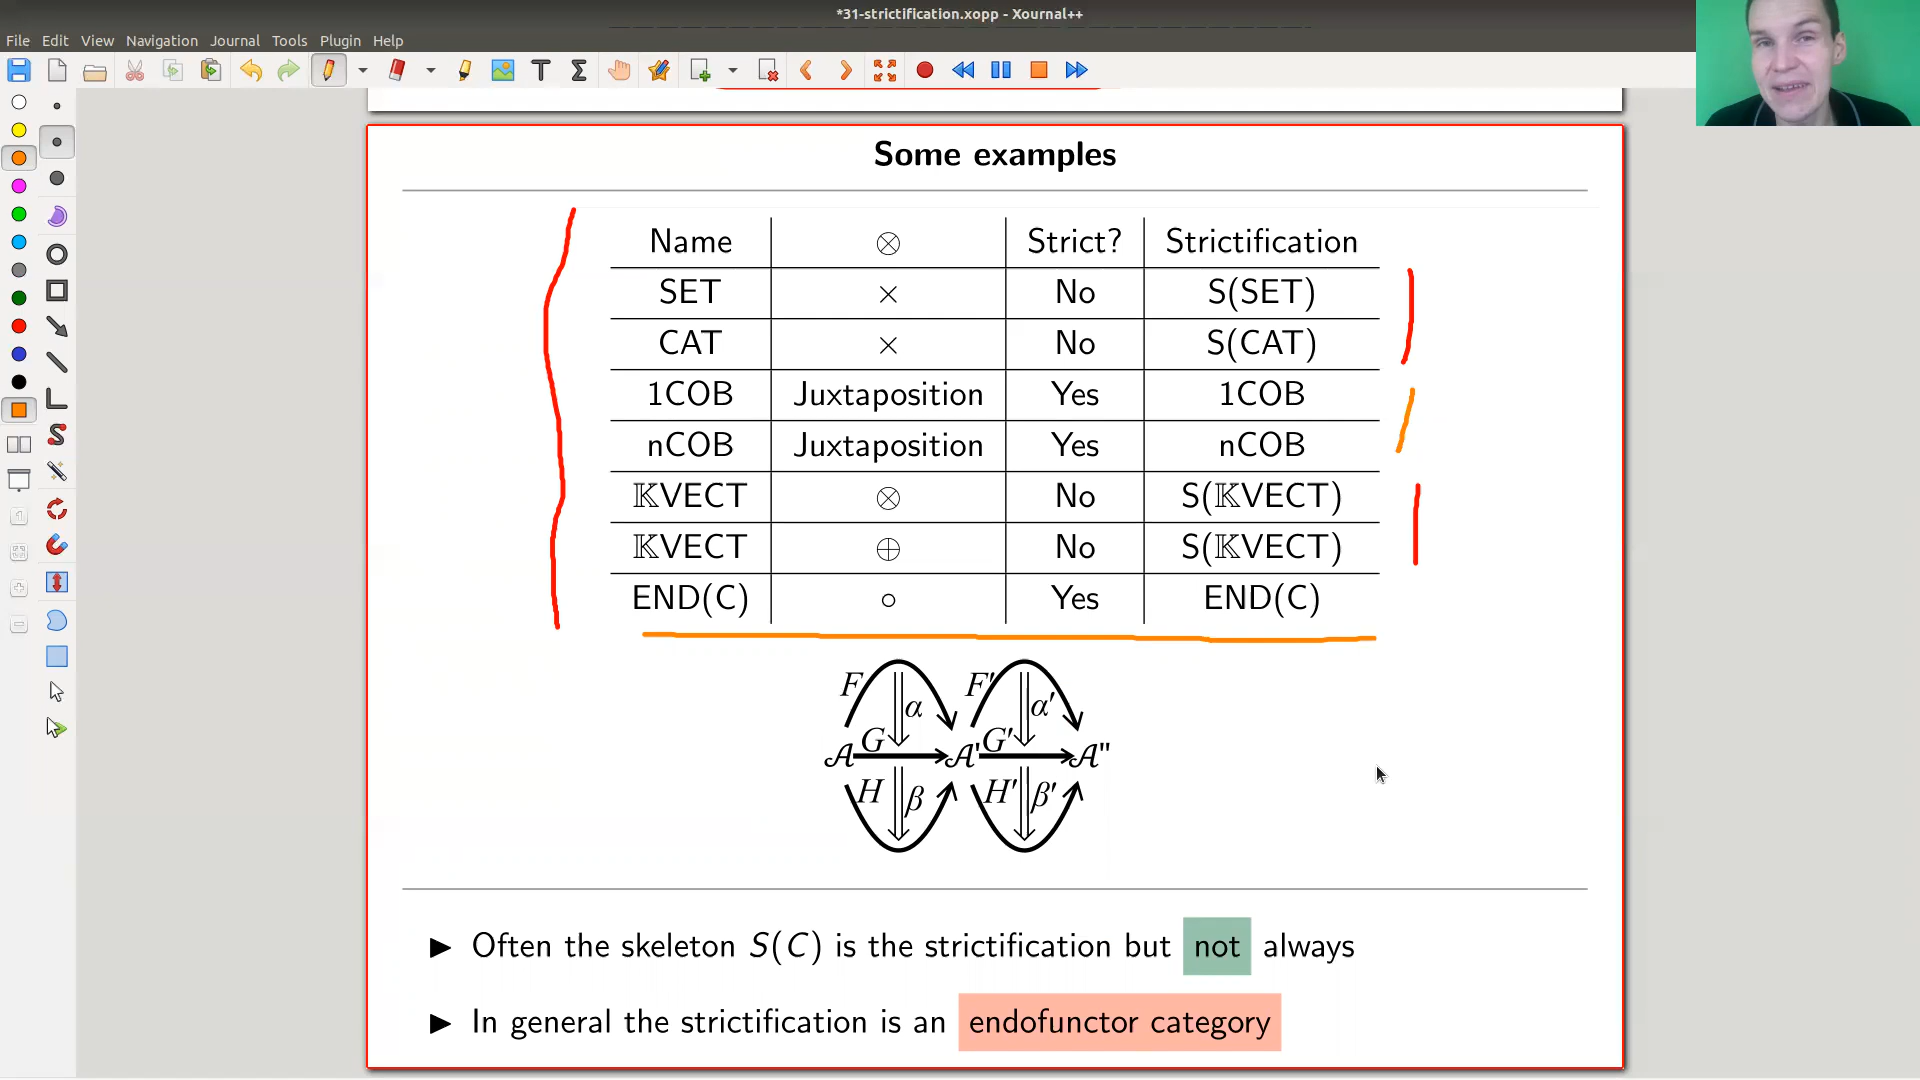 *31-strictification.xopp - Xournal++
File Edit View Navigation Journal Tools Plugin Help
Some examples
Name ⊗ Strict? Strictification
SET × No S(SET)
CAT × No S(CAT)
1COB Juxtaposition Yes 1COB
nCOB Juxtaposition Yes nCOB
𝕂VECT ⊗ No S(𝕂VECT)
𝕂VECT ⊕ No S(𝕂VECT)
END(C) ∘ Yes END(C)
F α F′ α′
𝒜 G 𝒜' G′ 𝒜''
H β H′ β′
▶ Often the skeleton S(C) is the strictification but not always
▶ In general the strictification is an endofunctor category